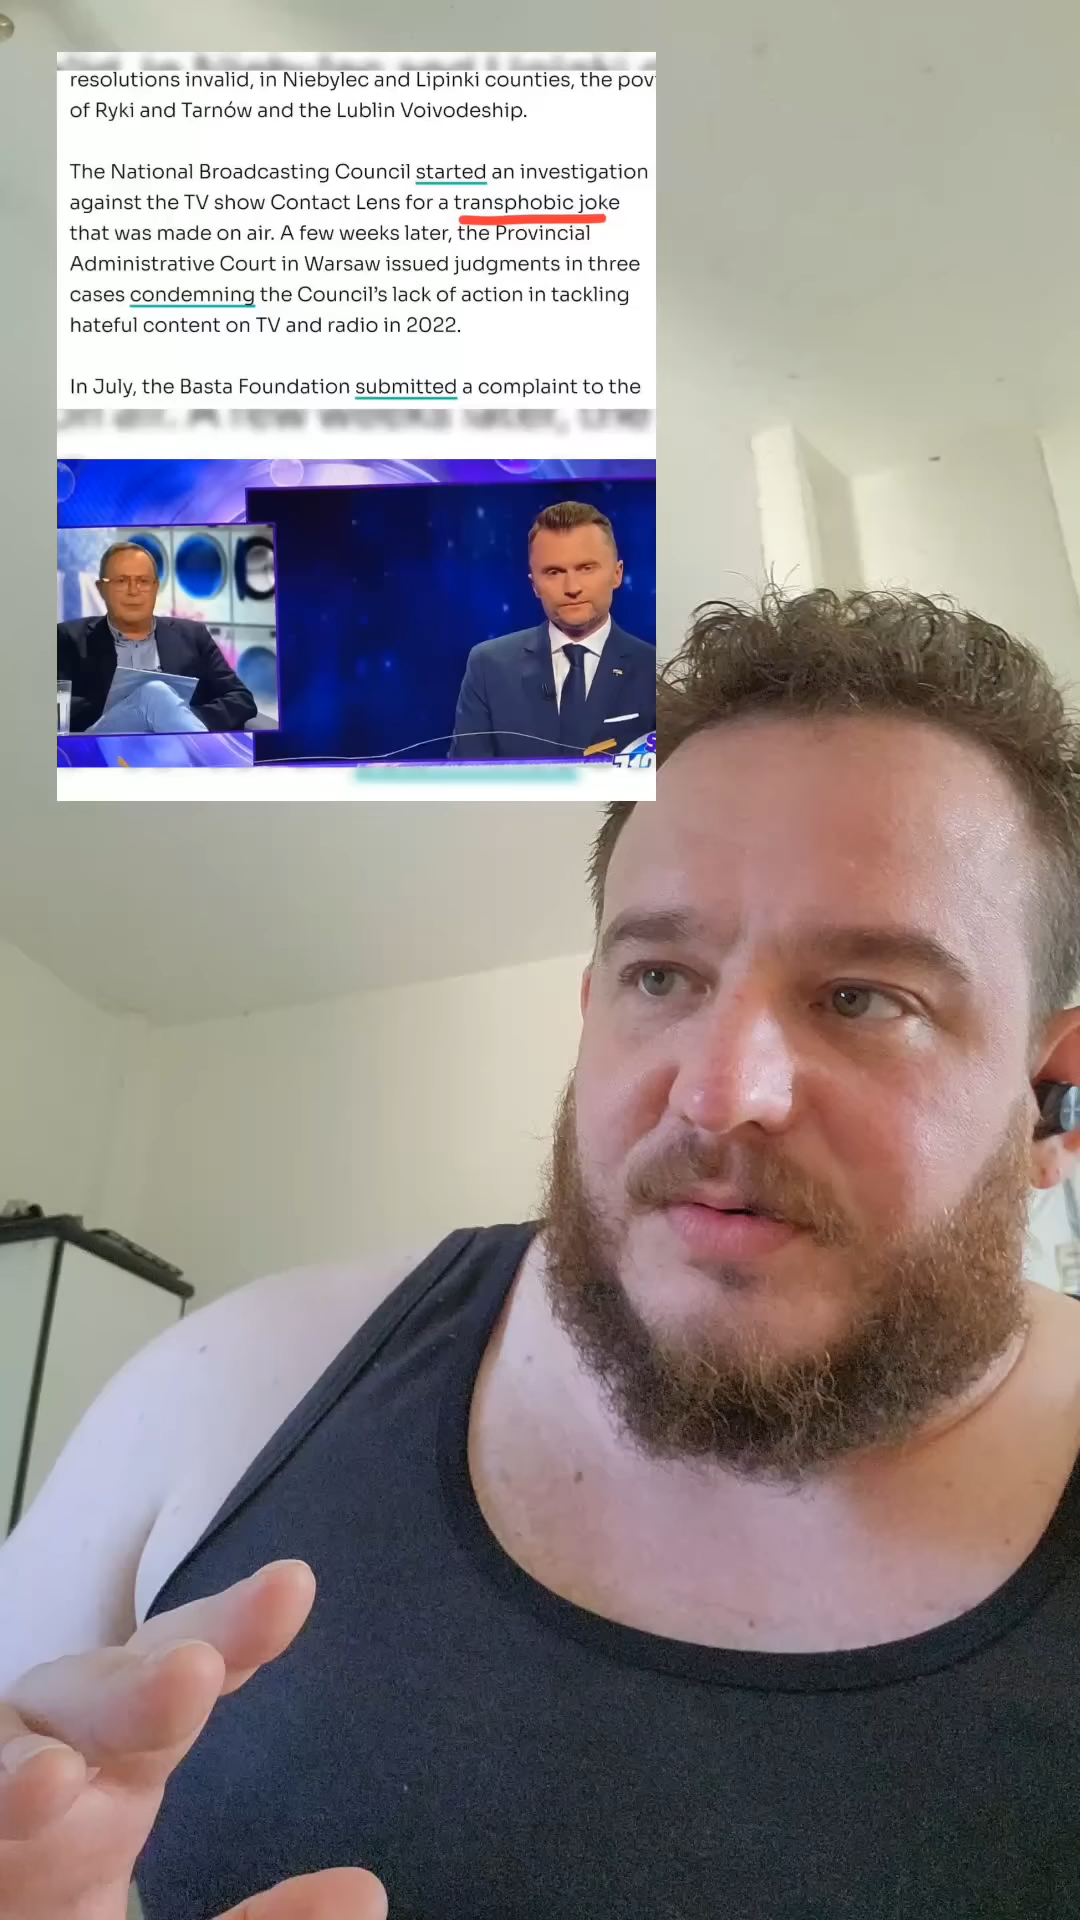 resolutions invalid, in Niebylec and Lipinki counties, the pov
of Ryki and Tarnów and the Lublin Voivodeship.
The National Broadcasting Council started an investigation
against the TV show Contact Lens for a transphobic joke
that was made on air. A few weeks later, the Provincial
Administrative Court in Warsaw issued judgments in three
cases condemning the Council's lack of action in tackling
hateful content on TV and radio in 2022.
In July, the Basta Foundation submitted a complaint to the